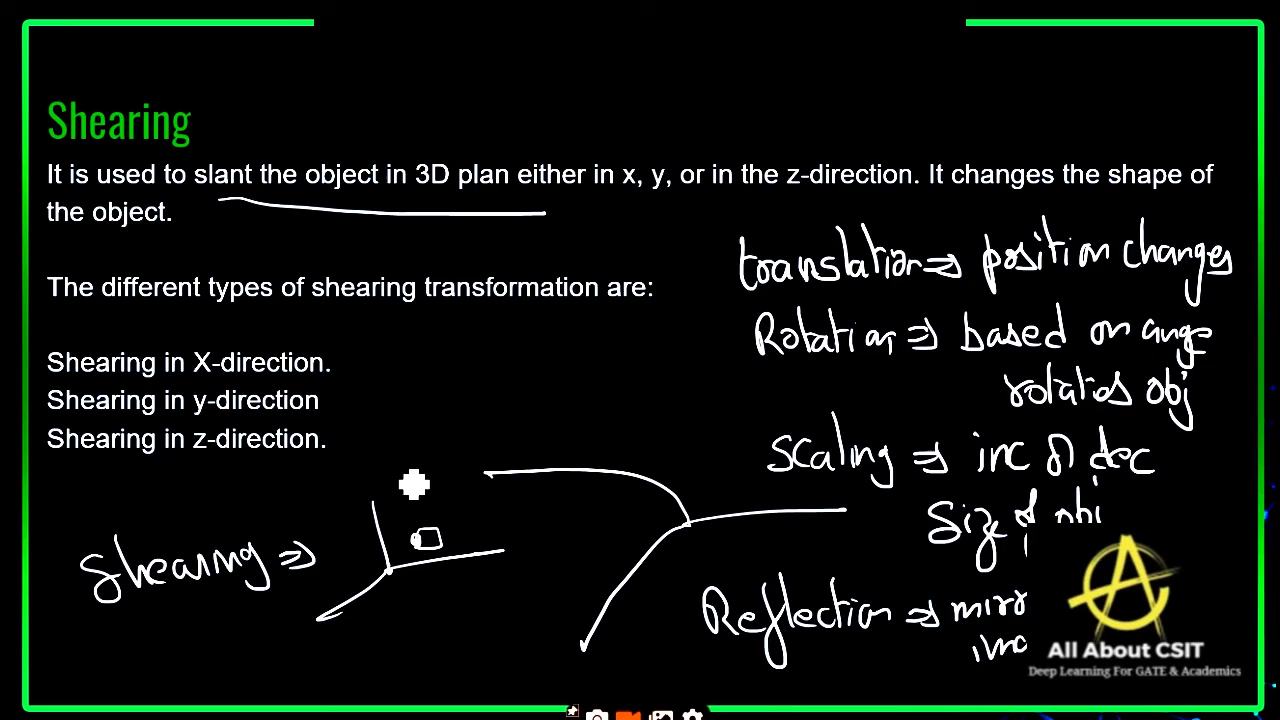 Shearing
It is used to slant the object in 3D plan either in x, y, or in the z-direction. It changes the shape of
the object.
The different types of shearing transformation are:
Shearing in X-direction.
Shearing in y-direction
Shearing in z-direction.
translation ⇒ position changes
Rotation ⇒ based on
rotates obj
Scaling ⇒ inc or dec
Size of obj
Shearing ⇒
Reflection ⇒
All About CSIT
Deep Learning For GATE & Academics